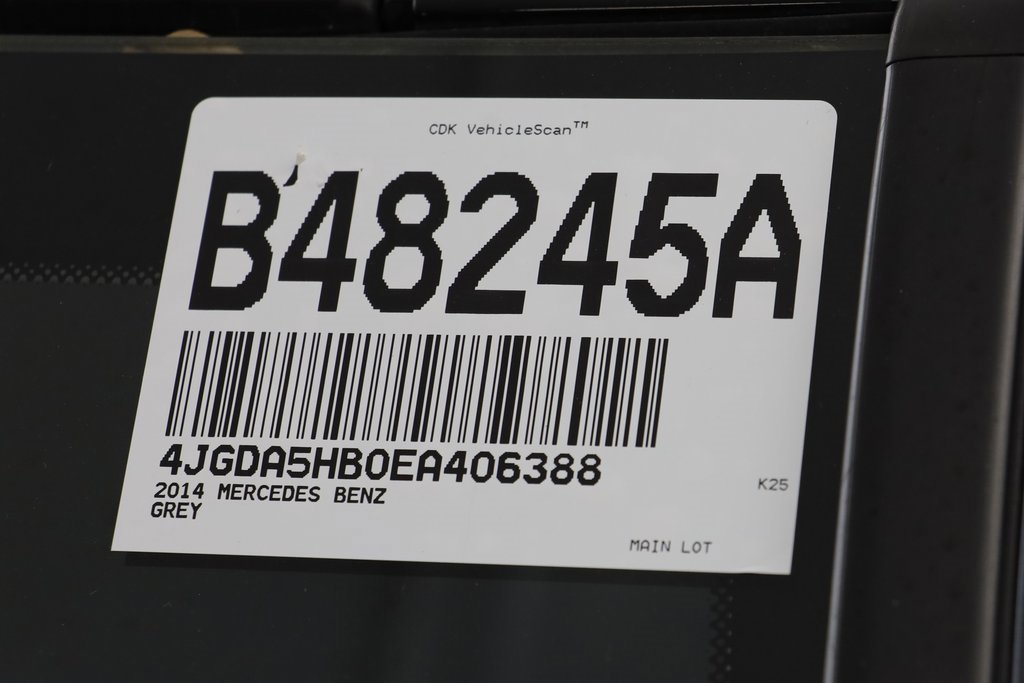 CDK VehicleScan™
B48245A
4JGDA5HB0EA406388
2014 MERCEDES BENZ
GREY
K25
MAIN LOT